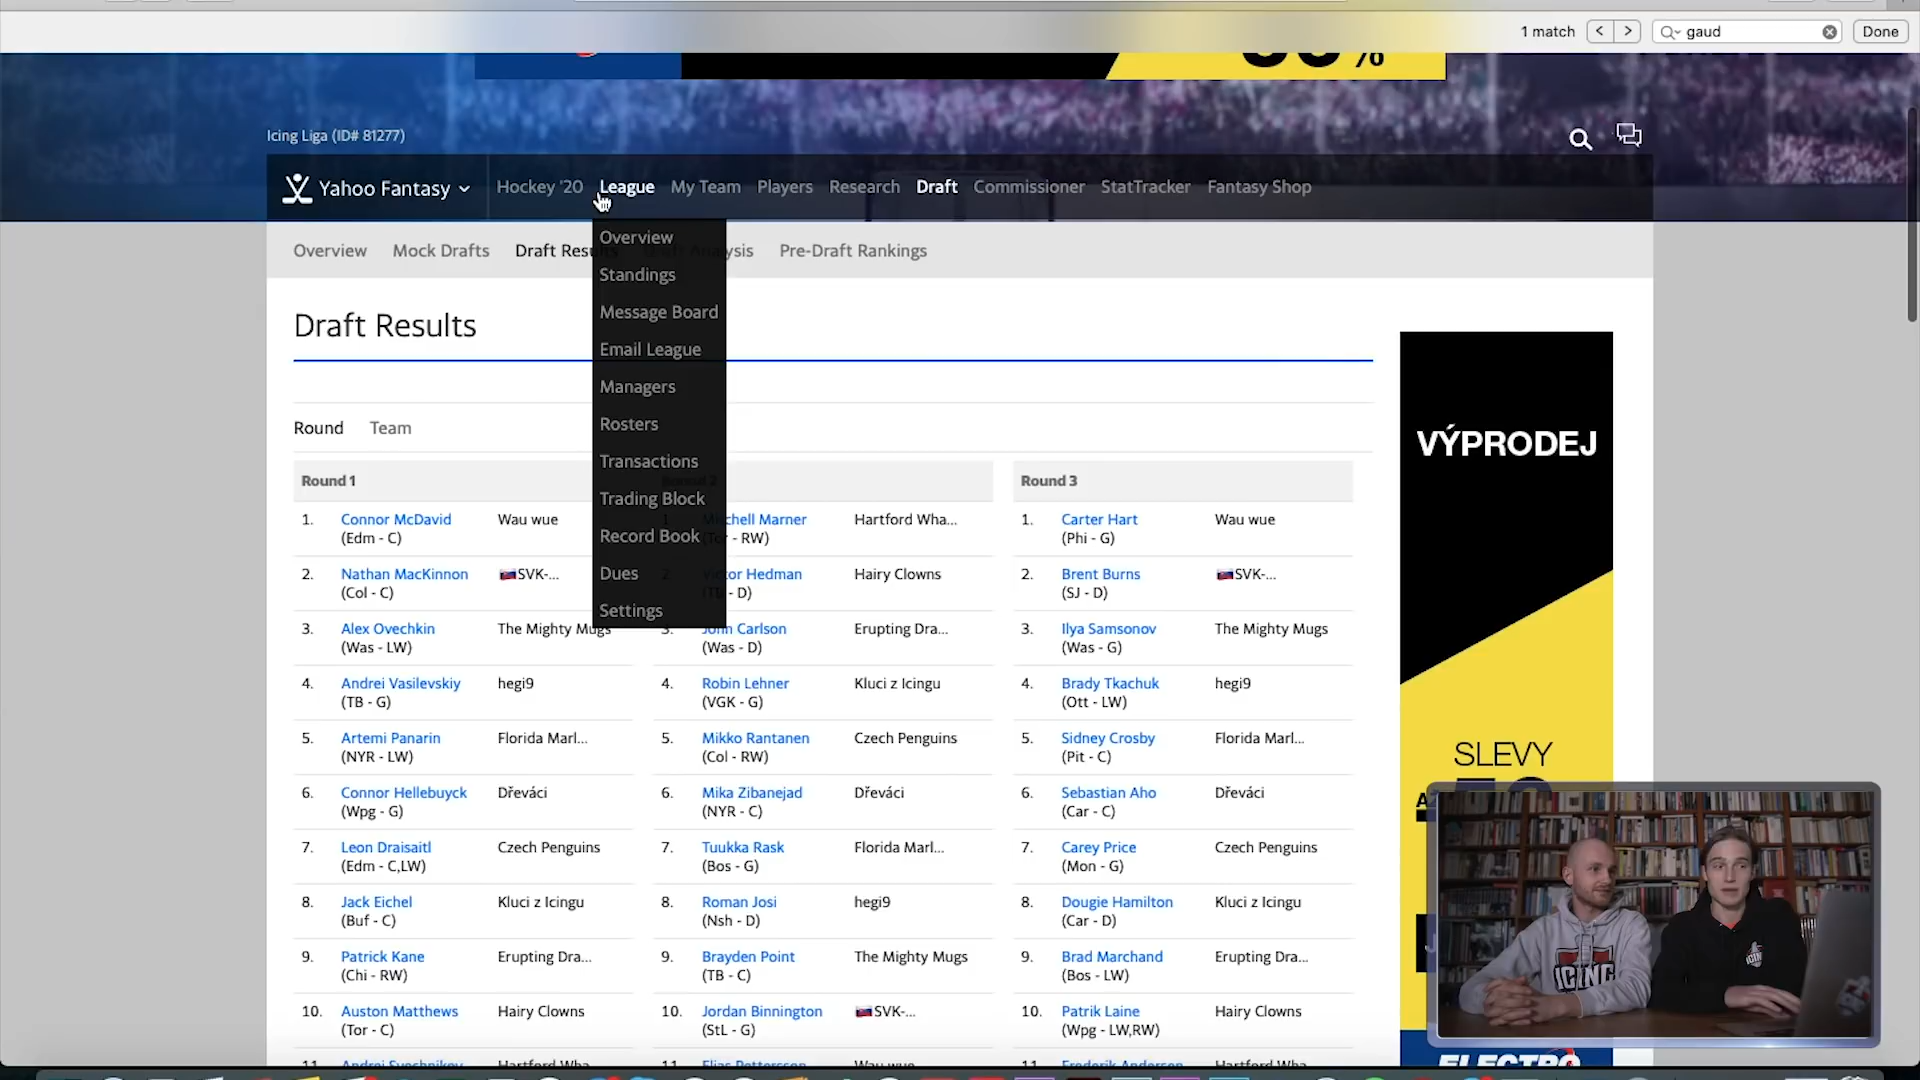 1 match
gaud
Done
Icing Liga (ID# 81277)
Yahoo Fantasy
Hockey '20 League My Team Players Research Draft Commissioner StatTracker Fantasy Shop
Overview
Standings
Message Board
Email League
Managers
Rosters
Transactions
Trading Block
Record Book
Dues
Settings
Overview Mock Drafts Draft Resu Pre-Draft Rankings
Draft Results
Round Team
Round 1
1. Connor McDavid Wau wue
(Edm - C)
2. Nathan MacKinnon SVK-...
(Col - C)
3. Alex Ovechkin The Mighty Mugs
(Was - LW)
4. Andrei Vasilevskiy hegi9
(TB - G)
5. Artemi Panarin Florida Marl...
(NYR - LW)
6. Connor Hellebuyck Dřeváci
(Wpg - G)
7. Leon Draisaitl Czech Penguins
(Edm - C,LW)
8. Jack Eichel Kluci z Icingu
(Buf - C)
9. Patrick Kane Erupting Dra...
(Chi - RW)
10. Auston Matthews Hairy Clowns
(Tor - C)
1. Mitchell Marner Hartford Wha...
(Tor - RW)
2. Victor Hedman Hairy Clowns
(TB - D)
3. John Carlson Erupting Dra...
(Was - D)
4. Robin Lehner Kluci z Icingu
(VGK - G)
5. Mikko Rantanen Czech Penguins
(Col - RW)
6. Mika Zibanejad Dřeváci
(NYR - C)
7. Tuukka Rask Florida Marl...
(Bos - G)
8. Roman Josi hegi9
(Nsh - D)
9. Brayden Point The Mighty Mugs
(TB - C)
10. Jordan Binnington SVK-...
(StL - G)
Round 3
1. Carter Hart Wau wue
(Phi - G)
2. Brent Burns SVK-...
(SJ - D)
3. Ilya Samsonov The Mighty Mugs
(Was - G)
4. Brady Tkachuk hegi9
(Ott - LW)
5. Sidney Crosby Florida Marl...
(Pit - C)
6. Sebastian Aho Dřeváci
(Car - C)
7. Carey Price Czech Penguins
(Mon - G)
8. Dougie Hamilton Kluci z Icingu
(Car - D)
9. Brad Marchand Erupting Dra...
(Bos - LW)
10. Patrik Laine Hairy Clowns
(Wpg - LW,RW)
VÝPRODEJ
SLEVY
ICING
ELECTRO